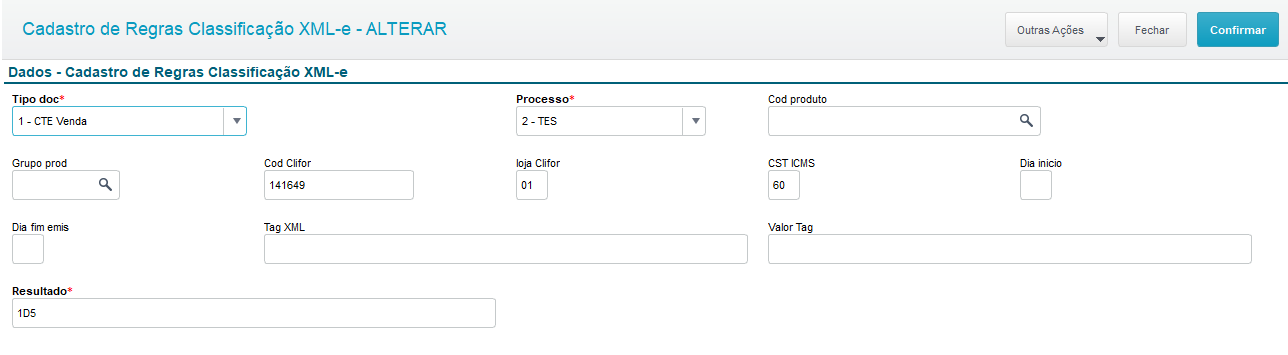 Cadastro de Regras Classificação XML-e - ALTERAR
Outras Ações
Fechar
Confirmar
Dados - Cadastro de Regras Classificação XML-e
Tipo doc*
Processo*
Cod produto
1 - CTE Venda
2 - TES
Grupo prod
Cod Clifor
loja Clifor
CST ICMS
Dia inicio
141649
01
60
Dia fim emis
Tag XML
Valor Tag
Resultado*
1D5